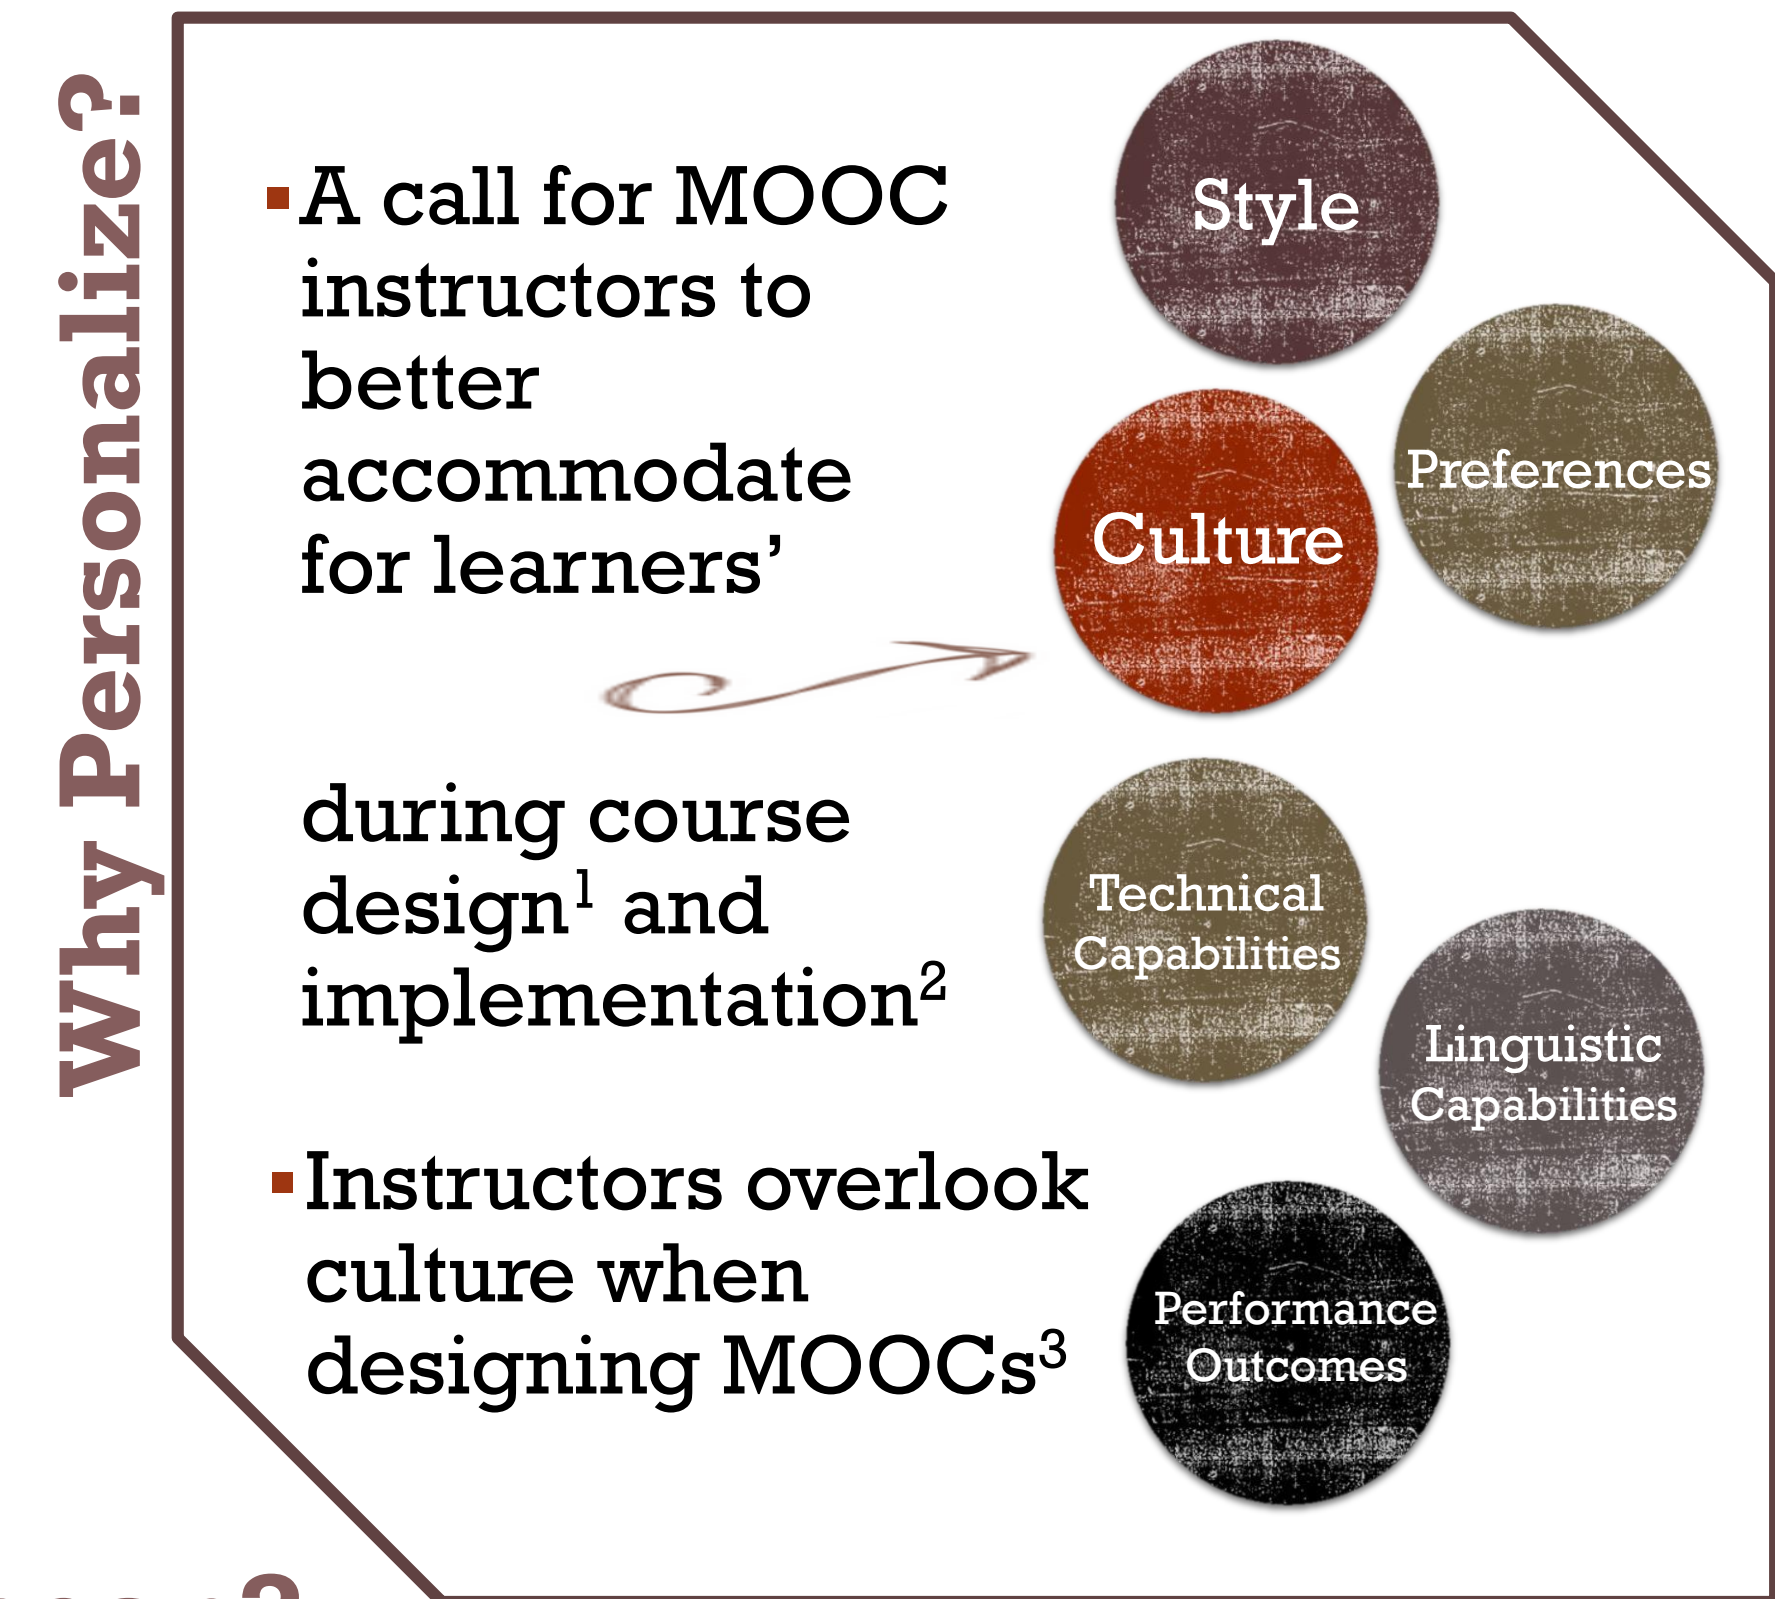 Why Personalize?
▪A call for MOOC
instructors to
better
accommodate
for learners’
during course
design¹ and
implementation²
▪Instructors overlook
culture when
designing MOOCs³
Style
Preferences
Culture
Technical
Capabilities
Linguistic
Capabilities
Performance
Outcomes